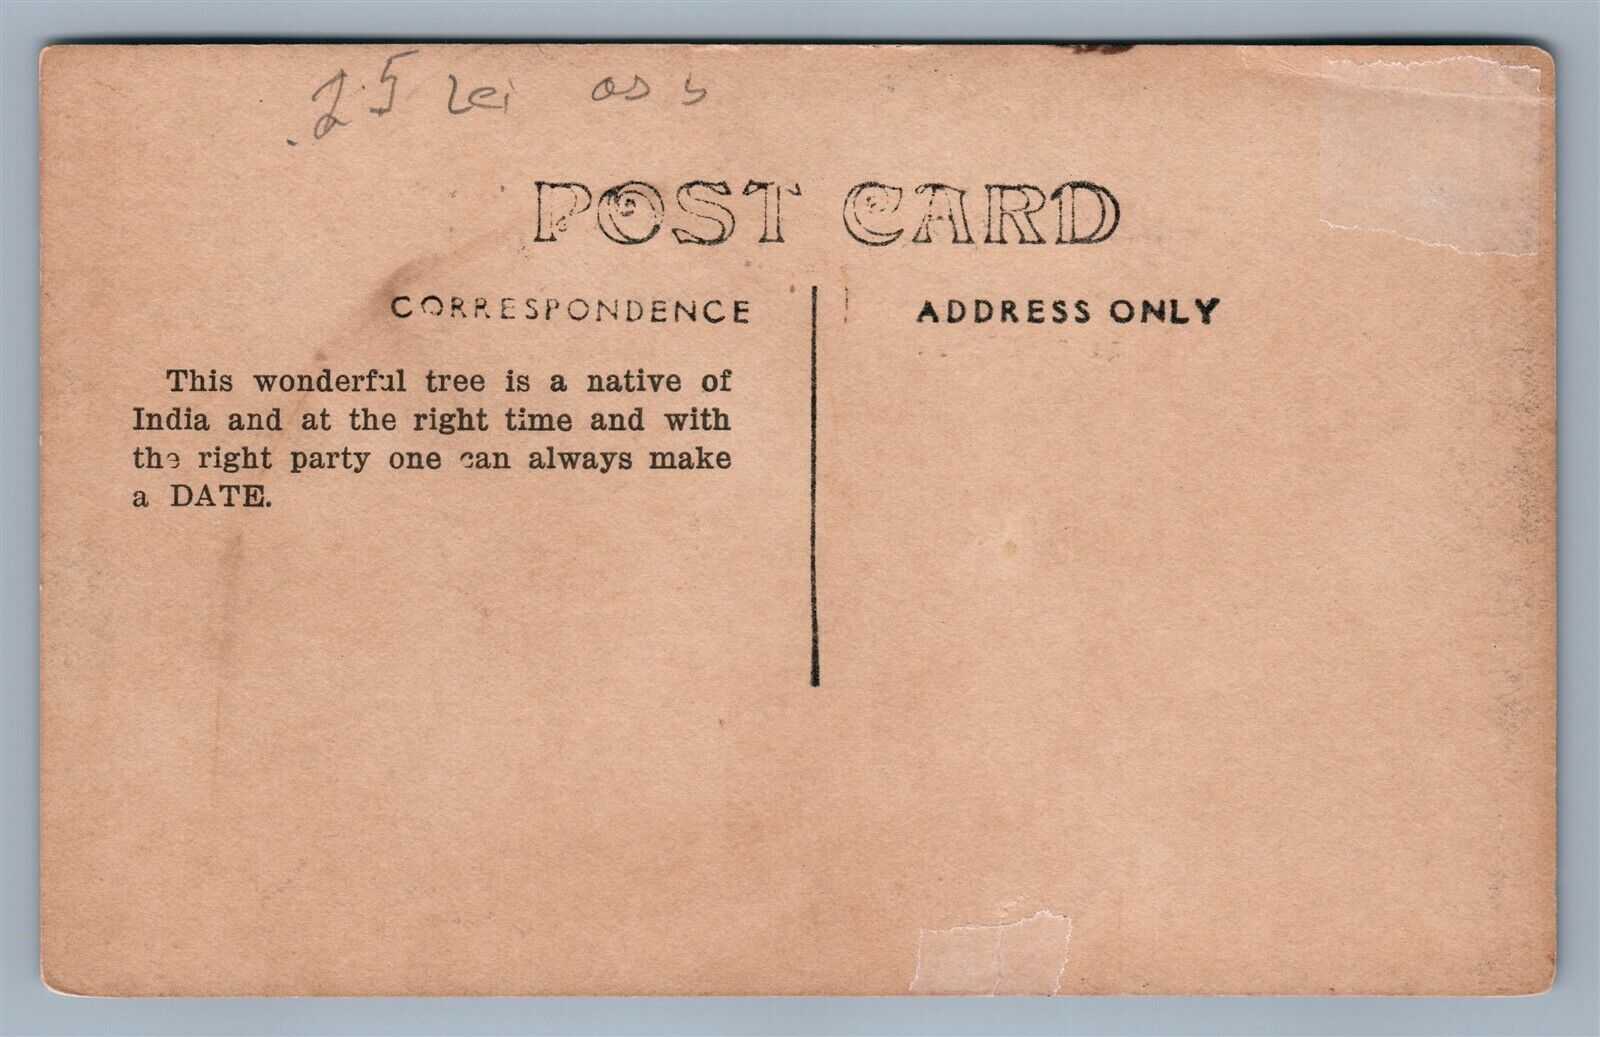 25 Lei
POST CARD
CORRESPONDENCE
ADDRESS ONLY
This wonderful tree is a native of
India and at the right time and with
the right party one can always make
a DATE.